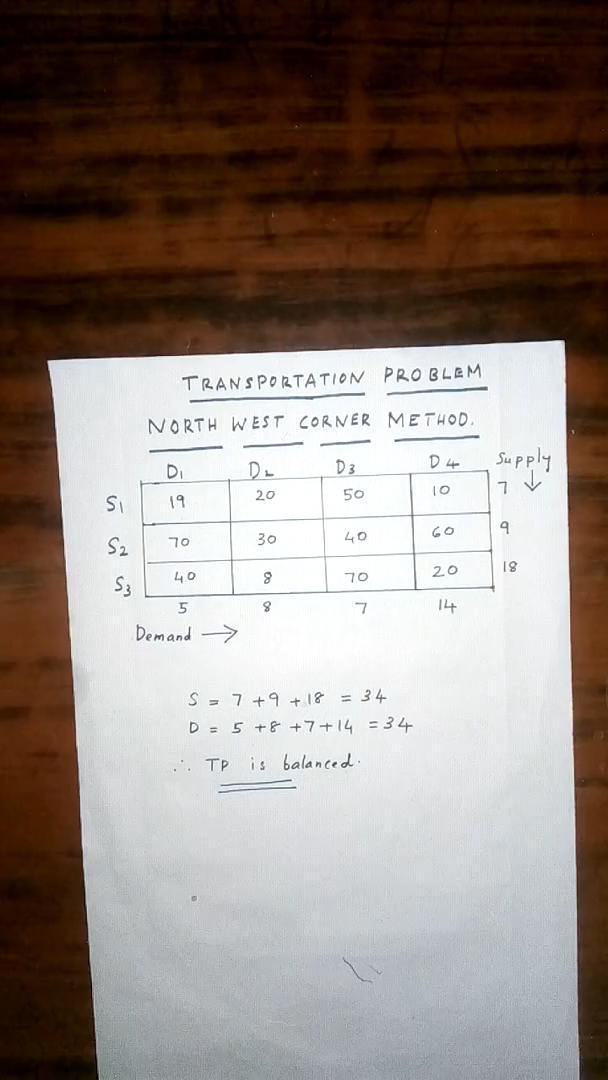 TRANSPORTATION PROBLEM
NORTH WEST CORNER METHOD.
D1 D2 D3 D4 Supply ↓
S1 19 20 50 10 7
S2 70 30 40 60 9
S3 40 8 70 20 18
5 8 7 14
Demand →
S = 7 + 9 + 18 = 34
D = 5 + 8 + 7 + 14 = 34
∴ TP is balanced.